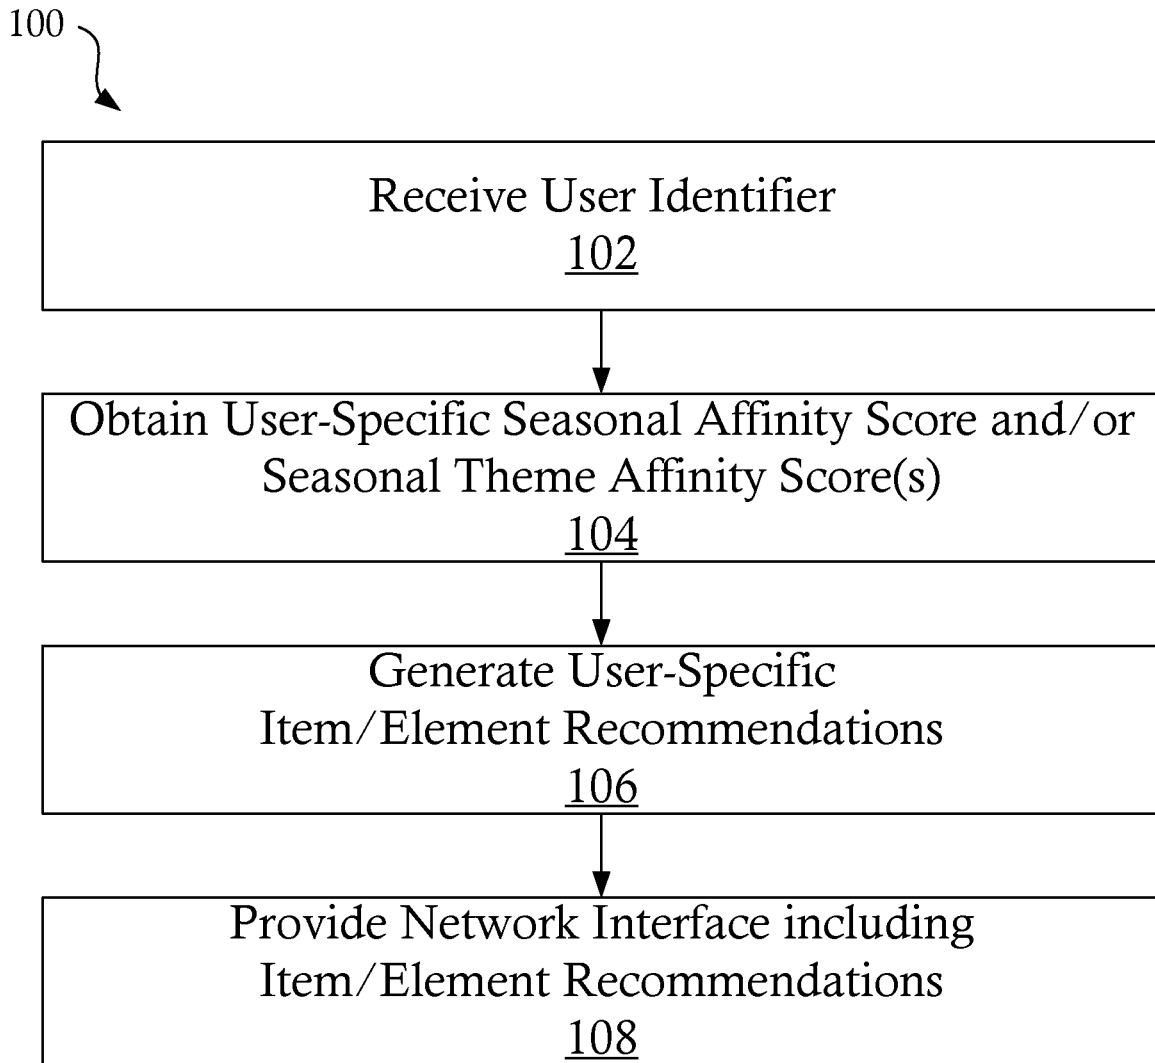 100
Receive User Identifier
102
Obtain User-Specific Seasonal Affinity Score and/or
Seasonal Theme Affinity Score(s)
104
Generate User-Specific
Item/Element Recommendations
106
Provide Network Interface including
Item/Element Recommendations
108